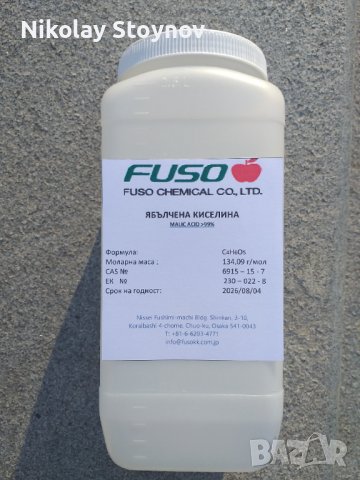 Nikolay Stoynov
FUSO
FUSO CHEMICAL CO., LTD.
ЯБЪЛЧЕНА КИСЕЛИНА
MALIC ACID >99%
Формула: C4H6O5
Моларна маса : 134,09 г/мол
CAS № 6915 – 15 - 7
ЕК № 230 – 022 - 8
Срок на годност: 2026/08/04
Nissei Fushimi-machi Bldg. Shinkan, 3-10,
Koraibashi 4-chome, Chuo-ku, Osaka 541-0043
T: +81-6-6203-4771
info@fusokk.com.jp
BAZAR